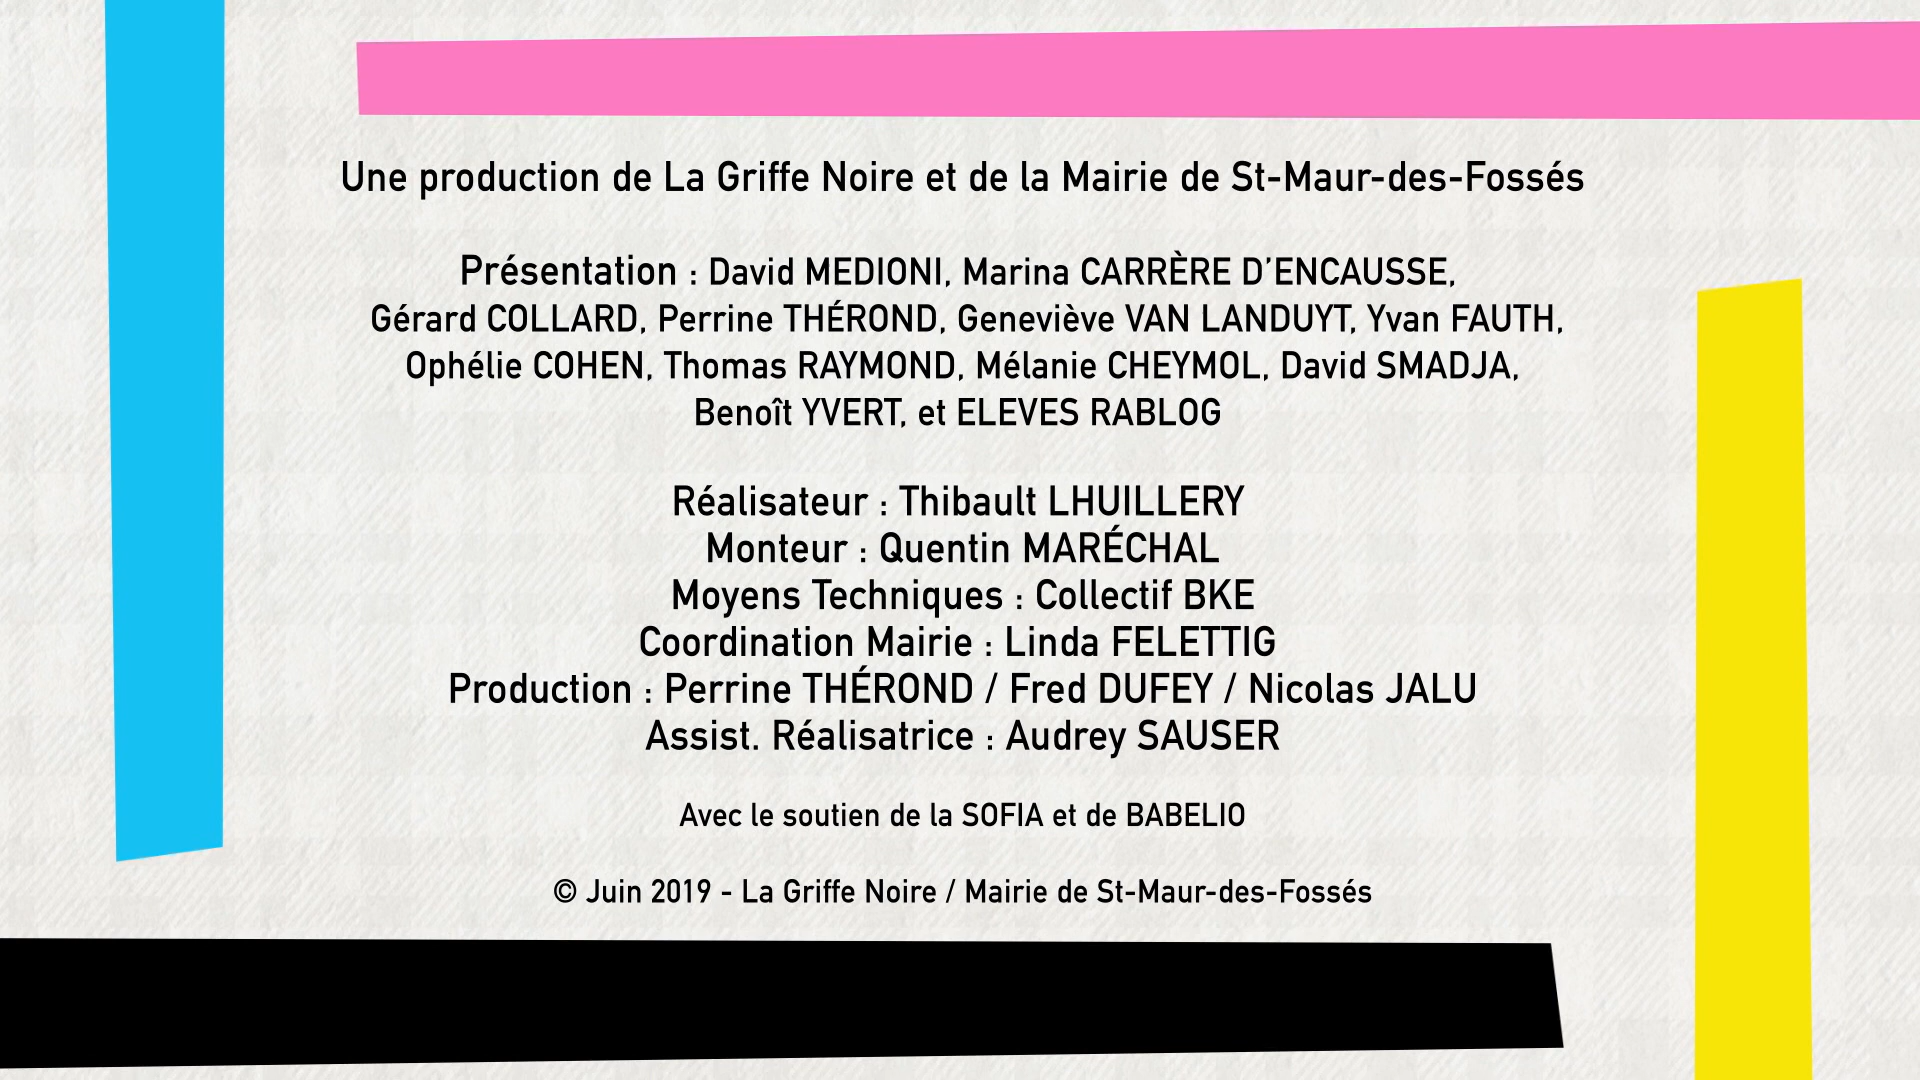 Une production de La Griffe Noire et de la Mairie de St-Maur-des-Fossés
Présentation : David MEDIONI, Marina CARRÈRE D'ENCAUSSE,
Gérard COLLARD, Perrine THÉROND, Geneviève VAN LANDUYT, Yvan FAUTH,
Ophélie COHEN, Thomas RAYMOND, Mélanie CHEYMOL, David SMADJA,
Benoît YVERT, et ELEVES RABLOG
Réalisateur : Thibault LHUILLERY
Monteur : Quentin MARÉCHAL
Moyens Techniques : Collectif BKE
Coordination Mairie : Linda FELETTIG
Production : Perrine THÉROND / Fred DUFEY / Nicolas JALU
Assist. Réalisatrice : Audrey SAUSER
Avec le soutien de la SOFIA et de BABELIO
© Juin 2019 - La Griffe Noire / Mairie de St-Maur-des-Fossés